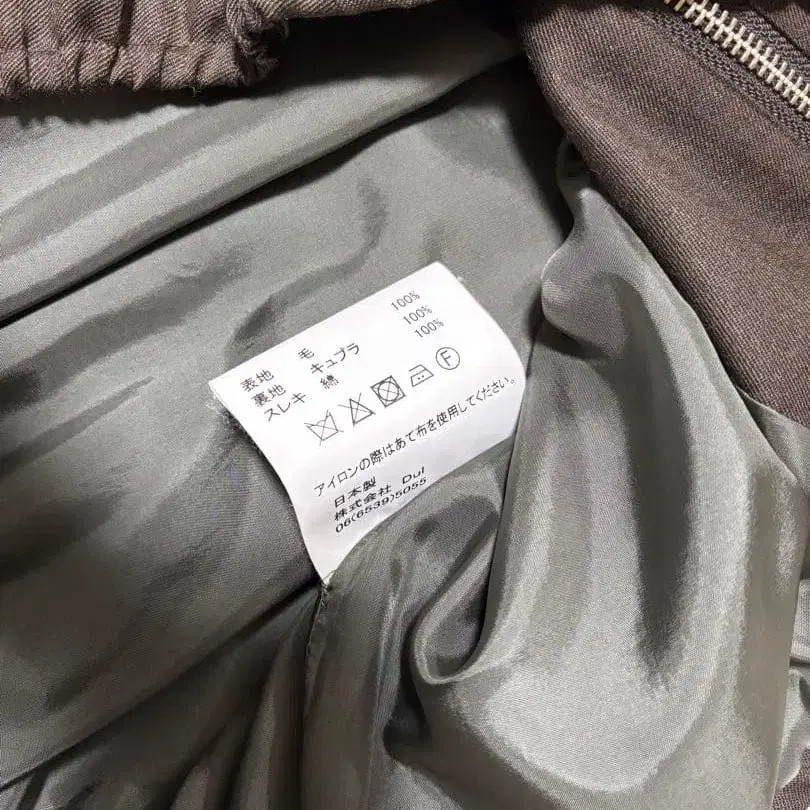 表地 毛 100%
裏地 キュプラ 100%
スレキ 綿 100%
F
アイロンの際はあて布を使用してください。
日本製
株式会社 Dul
06(6539)5055